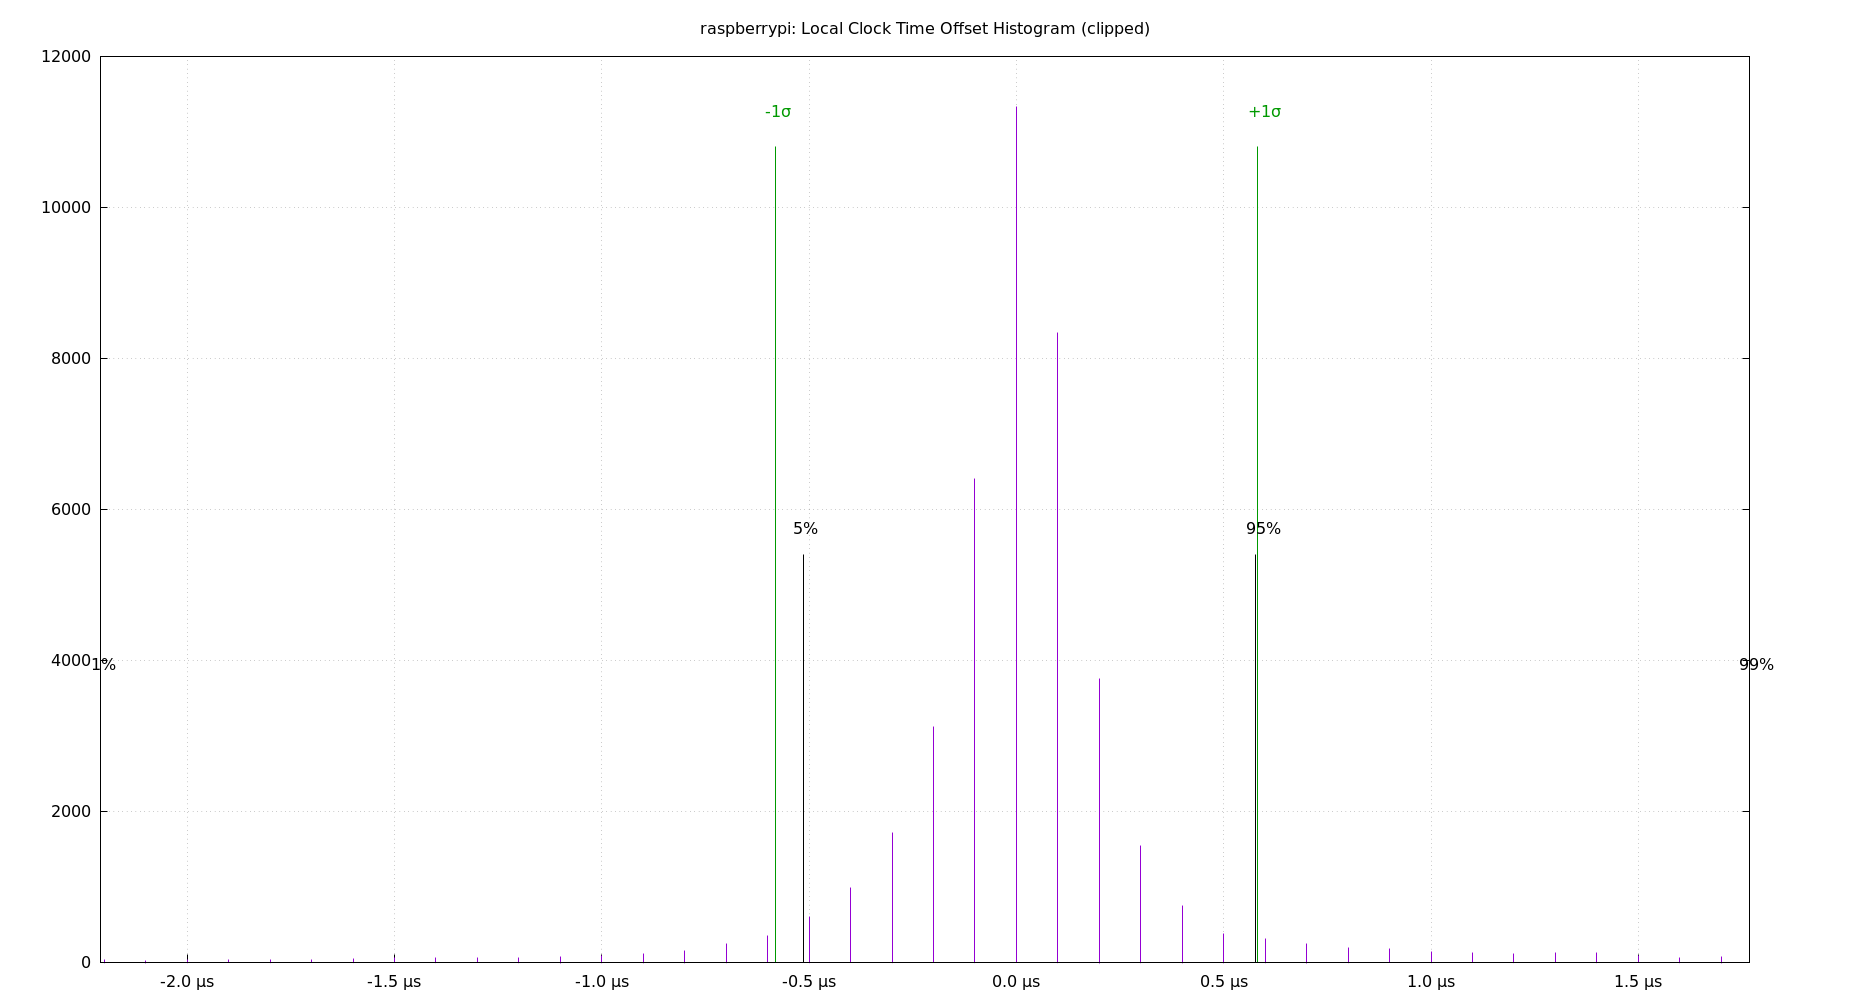 raspberrypi: Local Clock Time Offset Histogram (clipped)
12000
-1σ
+1σ
10000
8000
6000
5%
95%
4000
1%
99%
2000
0
-2.0 µs
-1.5 µs
-1.0 µs
-0.5 µs
0.0 µs
0.5 µs
1.0 µs
1.5 µs